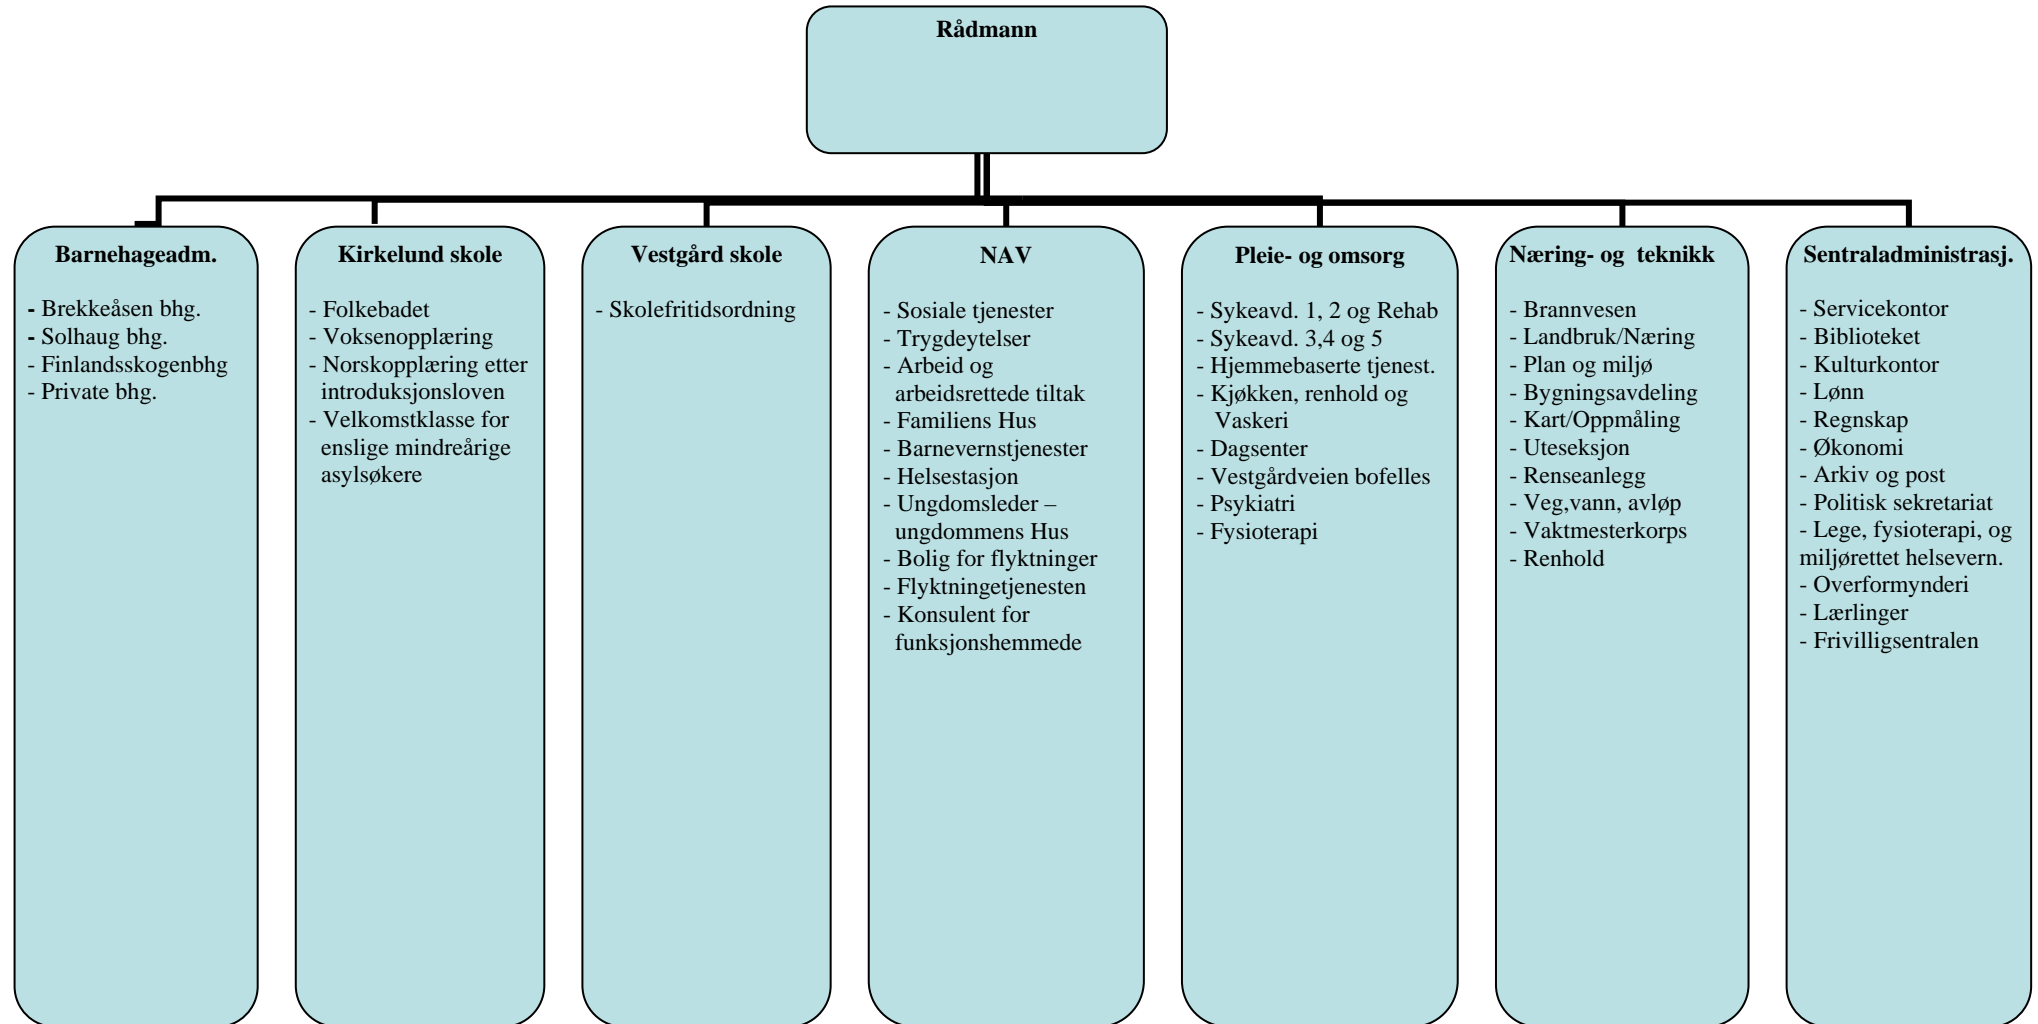 Rådmann
Barnehageadm.
- Brekkeåsen bhg.
- Solhaug bhg.
- Finlandsskogenbhg
- Private bhg.
Kirkelund skole
- Folkebadet
- Voksenopplæring
- Norskopplæring etter
introduksjonsloven
- Velkomstklasse for
enslige mindreårige
asylsøkere
Vestgård skole
- Skolefritidsordning
NAV
- Sosiale tjenester
- Trygdeytelser
- Arbeid og
arbeidsrettede tiltak
- Familiens Hus
- Barnevernstjenester
- Helsestasjon
- Ungdomsleder –
ungdommens Hus
- Bolig for flyktninger
- Flyktningetjenesten
- Konsulent for
funksjonshemmede
Pleie- og omsorg
- Sykeavd. 1, 2 og Rehab
- Sykeavd. 3,4 og 5
- Hjemmebaserte tjenest.
- Kjøkken, renhold og
Vaskeri
- Dagsenter
- Vestgårdveien bofelles
- Psykiatri
- Fysioterapi
Næring- og teknikk
- Brannvesen
- Landbruk/Næring
- Plan og miljø
- Bygningsavdeling
- Kart/Oppmåling
- Uteseksjon
- Renseanlegg
- Veg,vann, avløp
- Vaktmesterkorps
- Renhold
Sentraladministrasj.
- Servicekontor
- Biblioteket
- Kulturkontor
- Lønn
- Regnskap
- Økonomi
- Arkiv og post
- Politisk sekretariat
- Lege, fysioterapi, og
miljørettet helsevern.
- Overformynderi
- Lærlinger
- Frivilligsentralen